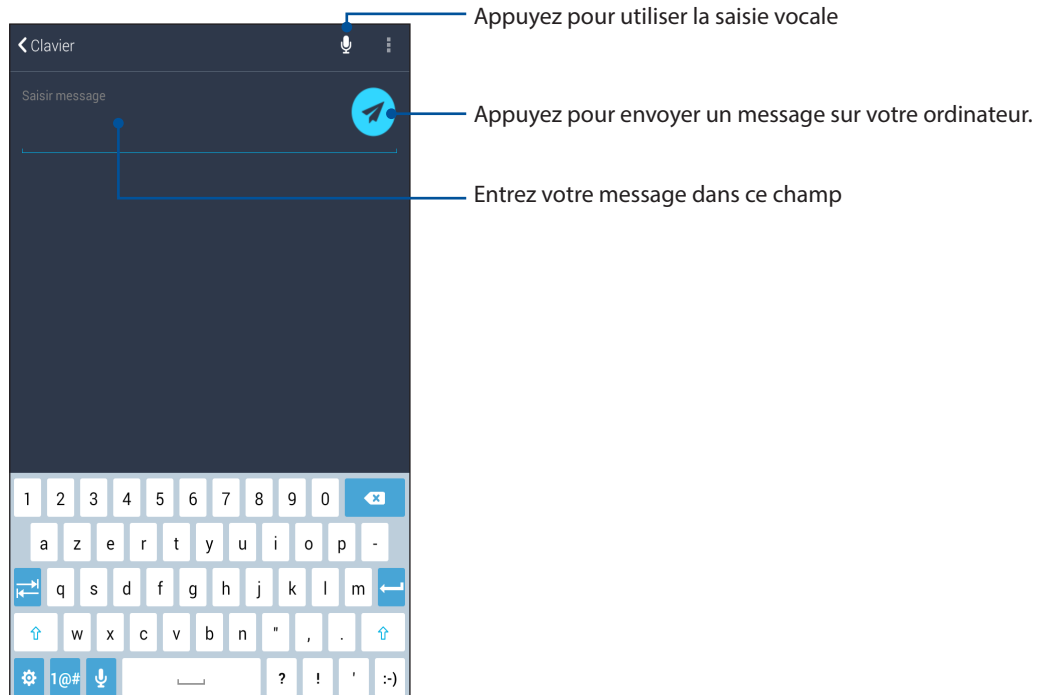 Appuyez pour utiliser la saisie vocale
Clavier
Saisir message
Appuyez pour envoyer un message sur votre ordinateur.
Entrez votre message dans ce champ
1 2 3 4 5 6 7 8 9 0
a z e r t y u i o p -
q s d f g h j k l m
w x c v b n " , .
1@# ? ! ' :-)